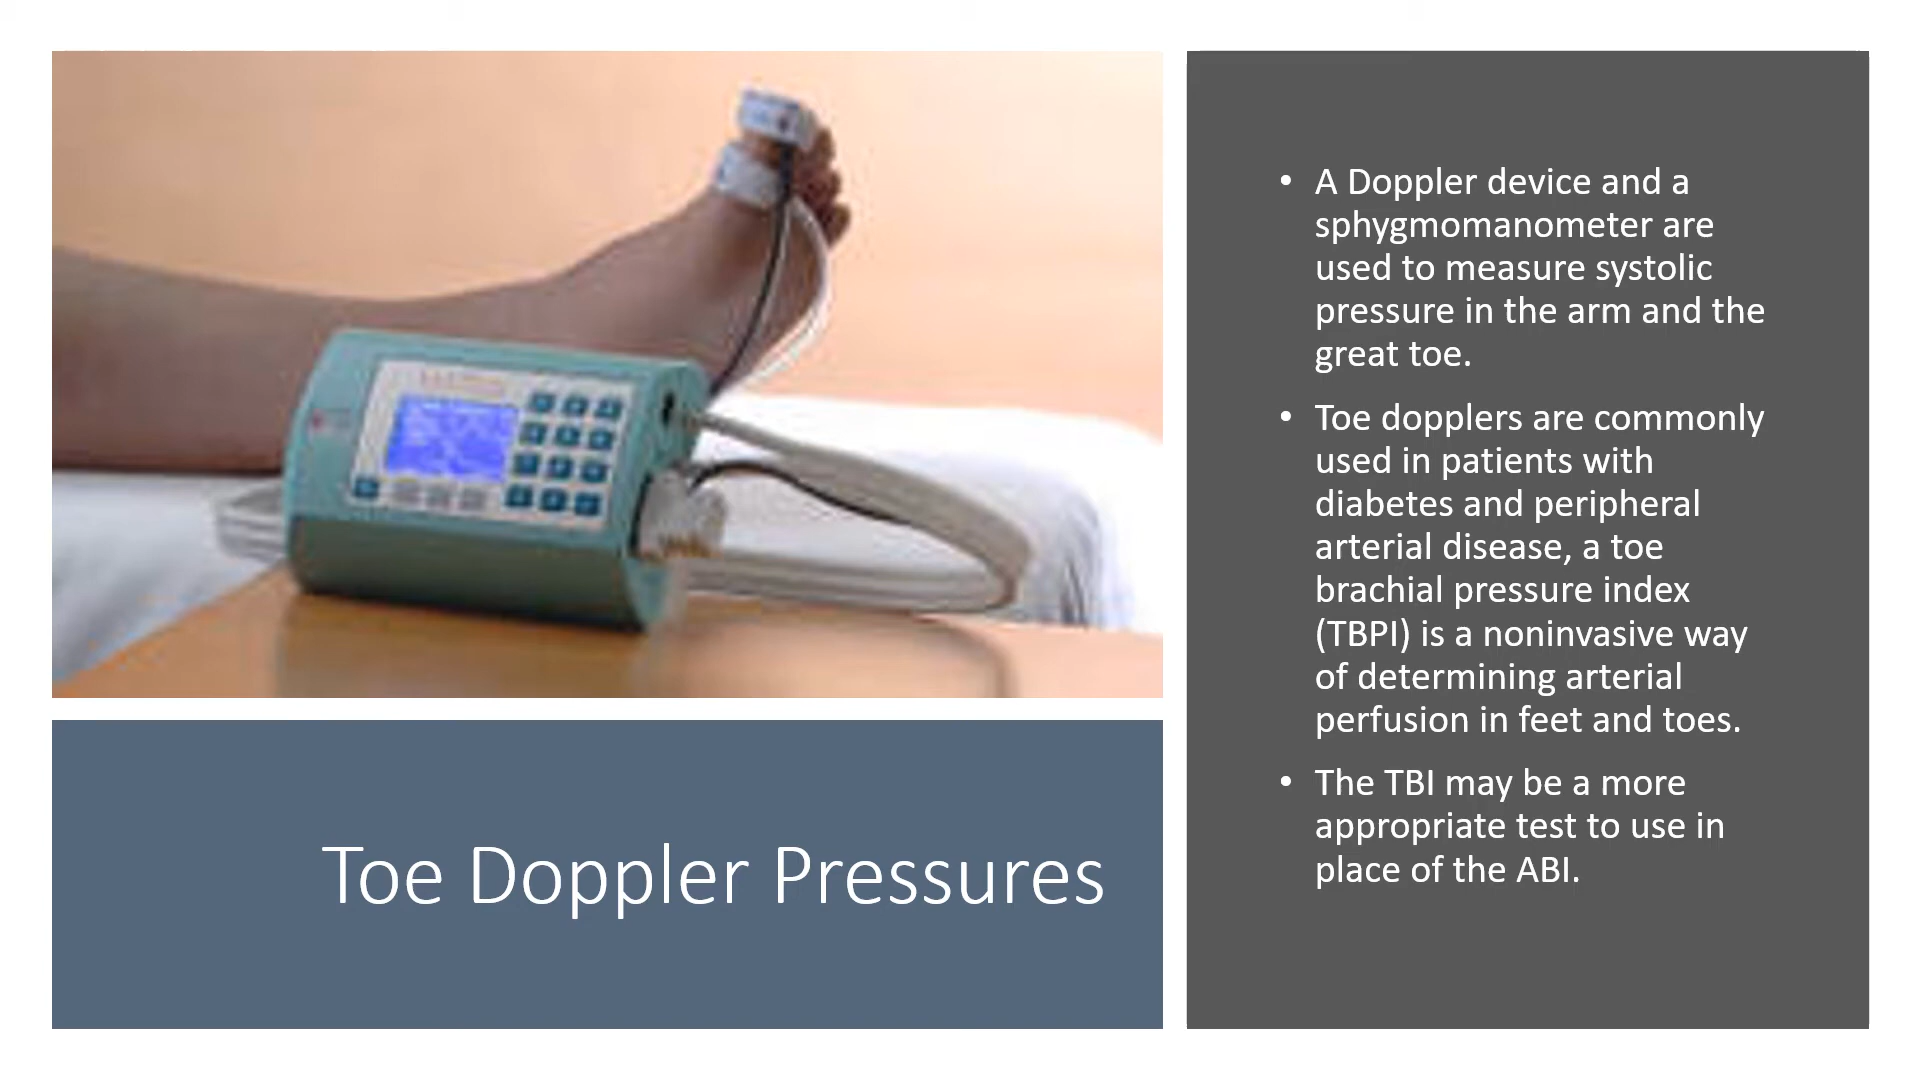 Toe Doppler Pressures
• A Doppler device and a
sphygmomanometer are
used to measure systolic
pressure in the arm and the
great toe.
• Toe dopplers are commonly
used in patients with
diabetes and peripheral
arterial disease, a toe
brachial pressure index
(TBPI) is a noninvasive way
of determining arterial
perfusion in feet and toes.
• The TBI may be a more
appropriate test to use in
place of the ABI.